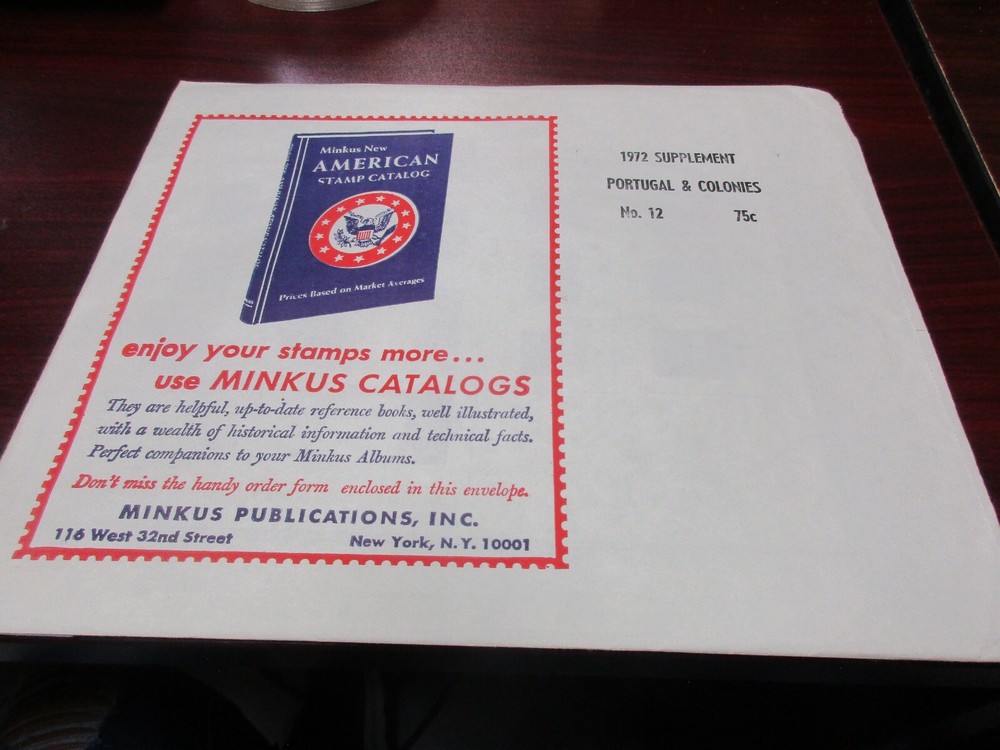 Minkus New
AMERICAN
STAMP CATALOG
Prices Based on Market Averages
enjoy your stamps more...
use MINKUS CATALOGS
They are helpful, up-to-date reference books, well illustrated,
with a wealth of historical information and technical facts.
Perfect companions to your Minkus Albums.
Don't miss the handy order form enclosed in this envelope.
MINKUS PUBLICATIONS, INC.
116 West 32nd Street New York, N.Y. 10001
1972 SUPPLEMENT
PORTUGAL & COLONIES
No. 12 75c